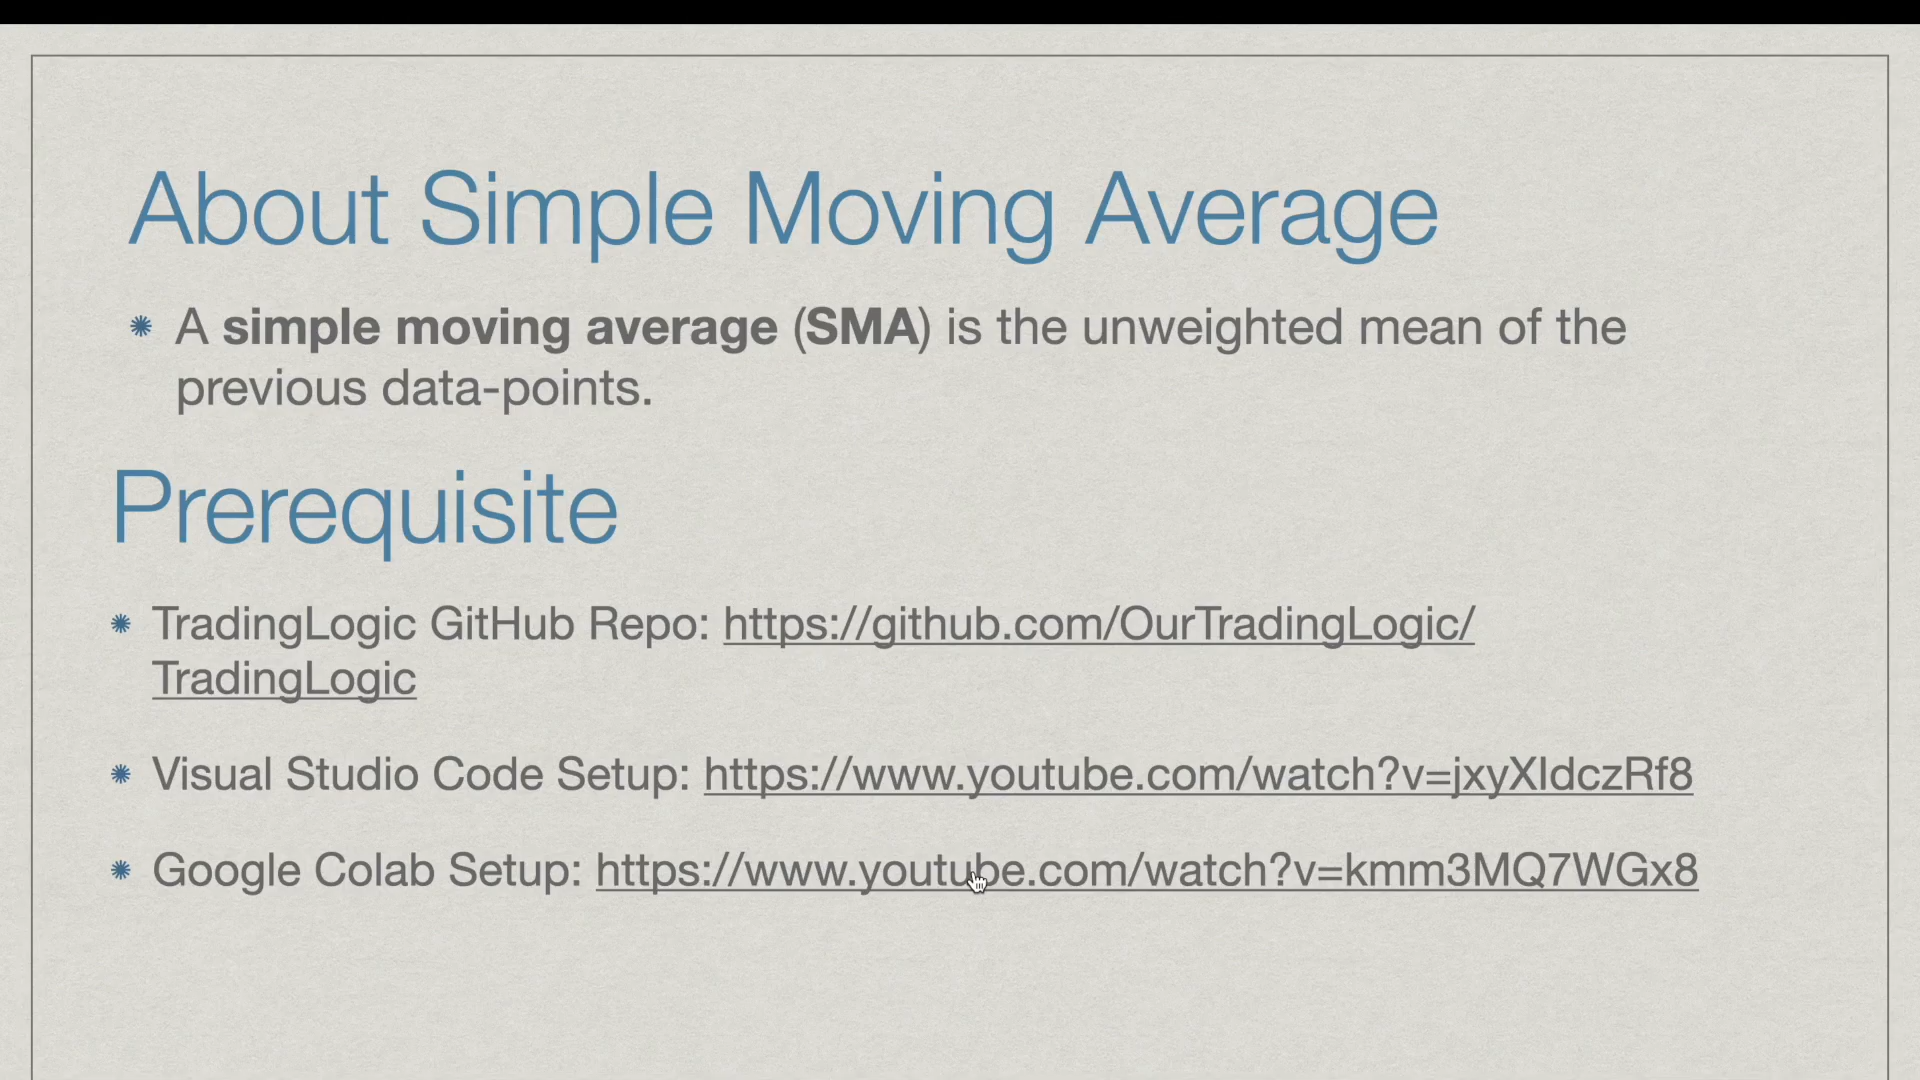 About Simple Moving Average
A simple moving average (SMA) is the unweighted mean of the
previous data-points.
Prerequisite
TradingLogic GitHub Repo: https://github.com/OurTradingLogic/
TradingLogic
Visual Studio Code Setup: https://www.youtube.com/watch?v=jxyXIdczRf8
Google Colab Setup: https://www.youtube.com/watch?v=kmm3MQ7WGx8